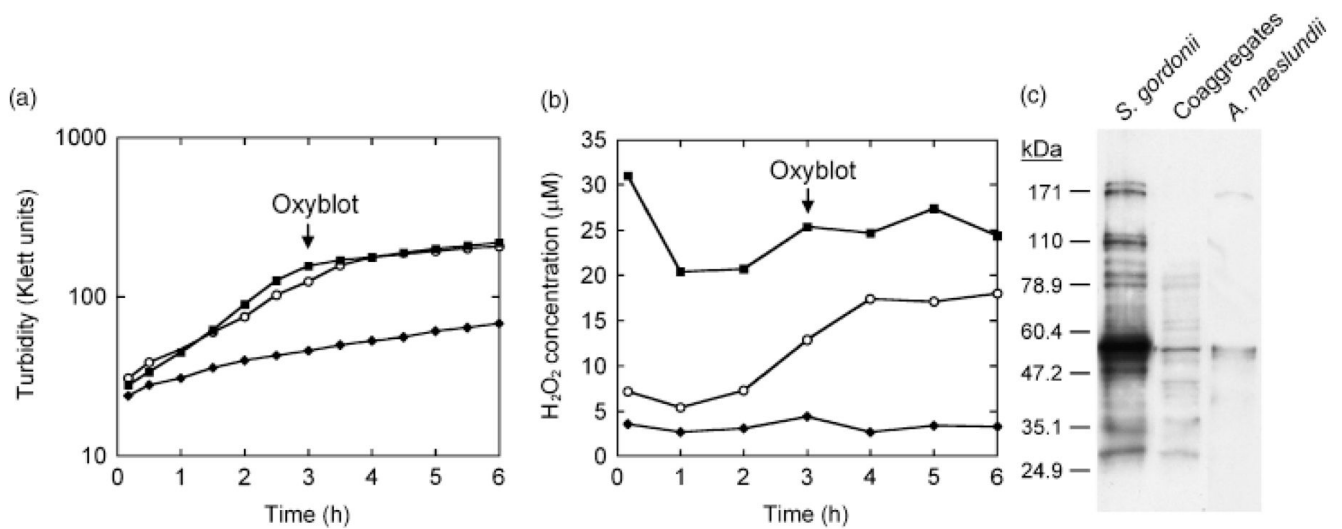 (a)
1000
100
10
Turbidity (Klett units)
Oxyblot
0 1 2 3 4 5 6
Time (h)
(b)
35
30
25
20
15
10
5
0
H₂O₂ concentration (μM)
Oxyblot
0 1 2 3 4 5 6
Time (h)
(c)
S. gordonii
Coaggregates
A. naeslundii
kDa
171
110
78.9
60.4
47.2
35.1
24.9